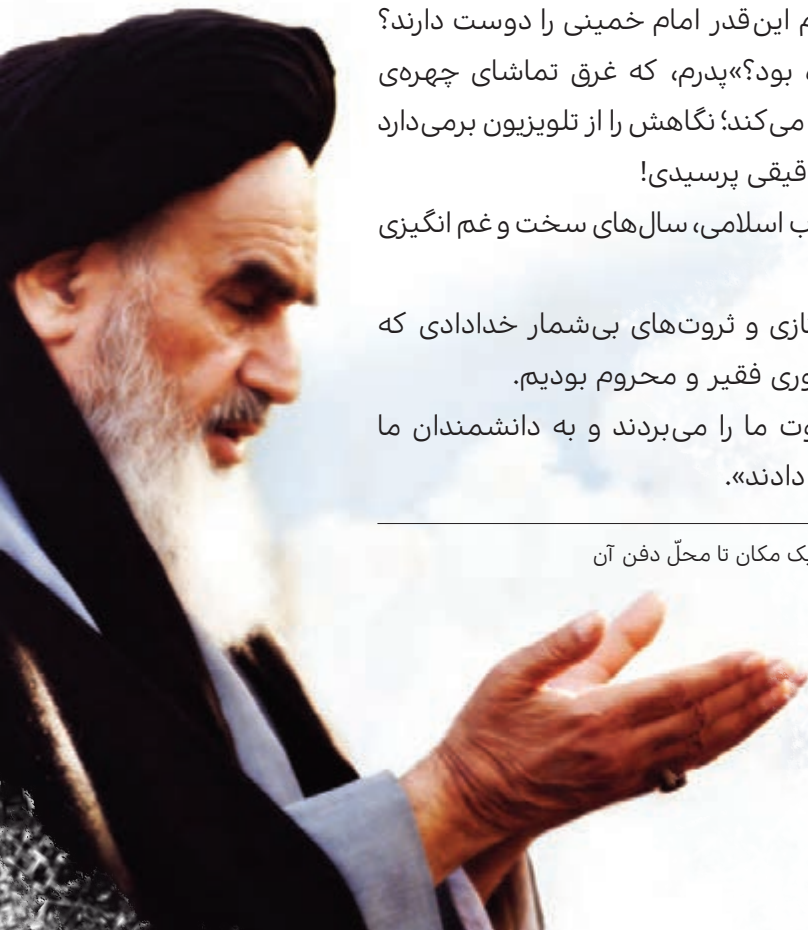 م این‌قدر امام خمینی را دوست دارند؟
بود؟»پدرم، که غرق تماشای چهره‌ی
می‌کند؛ نگاهش را از تلویزیون برمی‌دارد
قیقی پرسیدی!
ب اسلامی، سال‌های سخت و غم انگیزی
ازی و ثروت‌های بی‌شمار خدادادی که
وری فقیر و محروم بودیم.
وت ما را می‌بردند و به دانشمندان ما
دادند».
یک مکان تا محلّ دفن آن